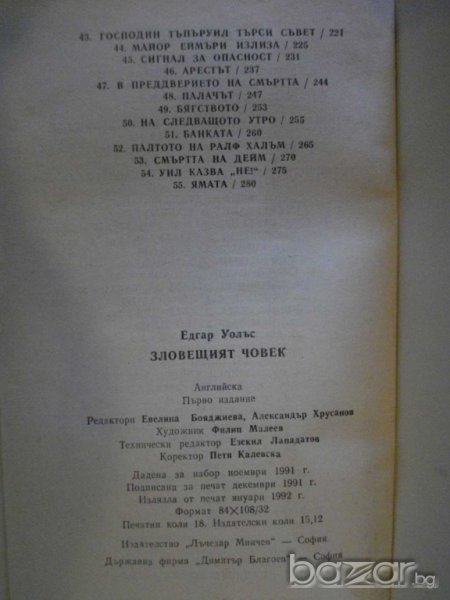 43. ГОСПОДИН ТЪПЪРУИЛ ТЪРСИ СЪВЕТ / 221
44. МАЙОР ЕЙМЪРИ ИЗЛИЗА / 225
45. СИГНАЛ ЗА ОПАСНОСТ / 231
46. АРЕСТЪТ / 237
47. В ПРЕДДВЕРИЕТО НА СМЪРТТА / 244
48. ПАЛАЧЪТ / 247
49. БЯГСТВОТО / 253
50. НА СЛЕДВАЩОТО УТРО / 255
51. БАНКАТА / 260
52. ПАЛТОТО НА РАЛФ ХАЛЪМ / 265
53. СМЪРТТА НА ДЕЙМ / 270
54. УИЛ КАЗВА „НЕ!“ / 275
55. ЯМАТА / 280
Едгар Уолъс
ЗЛОВЕЩИЯТ ЧОВЕК
Английска
Първо издание
Редактори Евелина Бояджиева, Александър Хрусанов
Художник Филип Малеев
Технически редактор Езекил Лападатов
Коректор Петя Калевска
Дадена за набор ноември 1991 г.
Подписана за печат декември 1991 г.
Излязла от печат януари 1992 г.
Формат 84×108/32
Печатни коли 18. Издателски коли 15,12
Издателство „Лъчезар Минчев“ — София
Държавна фирма „Димитър Благоев“ — София
bazar.bg